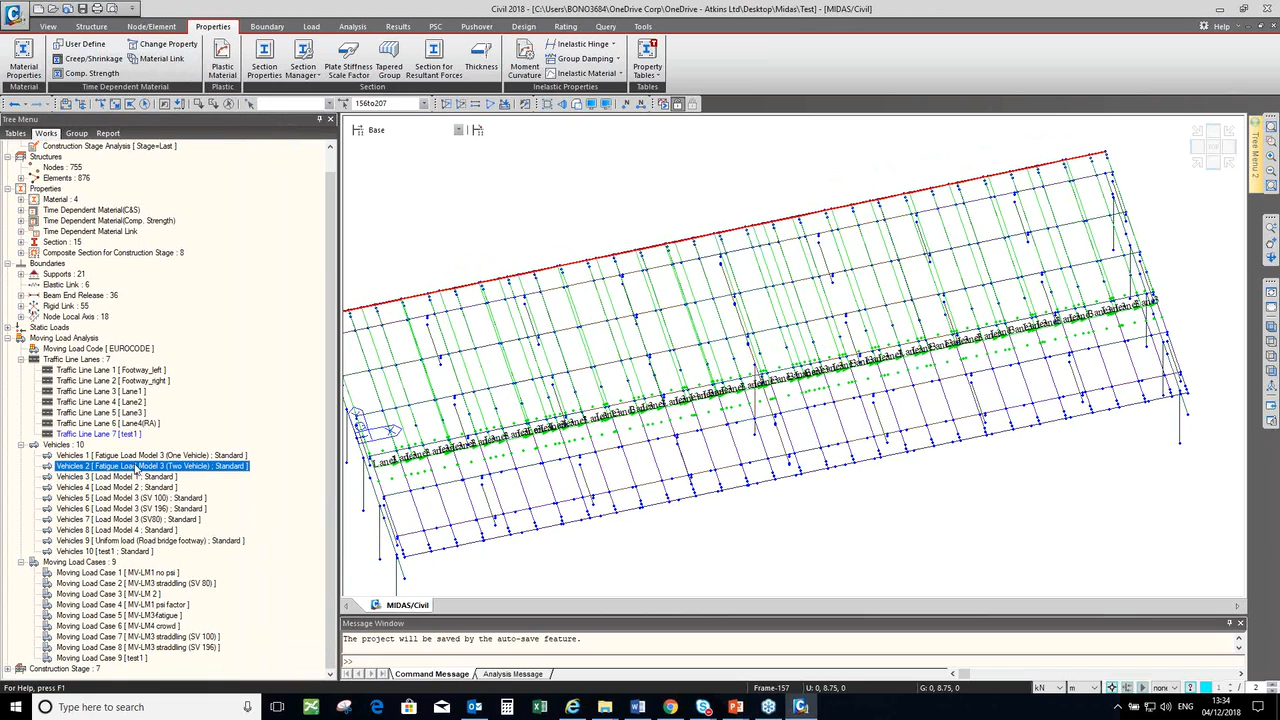 Civil 2018 - [C:\Users\BONO3684\OneDrive Corp\OneDrive - Atkins Ltd\Desktop\Midas\Test] - [MIDAS/Civil]
View Structure Node/Element Properties Boundary Load Analysis Results PSC Pushover Design Rating Query Tools Help
Material Properties
User Define
Creep/Shrinkage
Comp. Strength
Change Property
Material Link
Plastic Material
Section Properties
Section Manager
Plate Stiffness Scale Factor
Tapered Group
Section for Resultant Forces
Thickness
Moment Curvature
Inelastic Hinge
Group Damping
Inelastic Material
Property Tables
Material Time Dependent Material Plastic Section Inelastic Properties Tables
156to207
Tree Menu
Tables Works Group Report
Base
TOP
Tree Menu 2
Construction Stage Analysis [ Stage=Last ]
Structures
Nodes : 755
Elements : 876
Properties
Material : 4
Time Dependent Material(C&S)
Time Dependent Material(Comp. Strength)
Time Dependent Material Link
Section : 15
Composite Section for Construction Stage : 8
Boundaries
Supports : 21
Elastic Link : 6
Beam End Release : 36
Rigid Link : 55
Node Local Axis : 18
Static Loads
Moving Load Analysis
Moving Load Code [ EUROCODE ]
Traffic Line Lanes : 7
Traffic Line Lane 1 [ Footway_left ]
Traffic Line Lane 2 [ Footway_right ]
Traffic Line Lane 3 [ Lane1 ]
Traffic Line Lane 4 [ Lane2 ]
Traffic Line Lane 5 [ Lane3 ]
Traffic Line Lane 6 [ Lane4(RA) ]
Traffic Line Lane 7 [ test1 ]
Vehicles : 10
Vehicles 1 [ Fatigue Load Model 3 (One Vehicle) ; Standard ]
Vehicles 2 [ Fatigue Load Model 3 (Two Vehicle) ; Standard ]
Vehicles 3 [ Load Model 1 ; Standard ]
Vehicles 4 [ Load Model 2 ; Standard ]
Vehicles 5 [ Load Model 3 (SV 100) ; Standard ]
Vehicles 6 [ Load Model 3 (SV 196) ; Standard ]
Vehicles 7 [ Load Model 3 (SV80) ; Standard ]
Vehicles 8 [ Load Model 4 ; Standard ]
Vehicles 9 [ Uniform load (Road bridge footway) ; Standard ]
Vehicles 10 [ test1 ; Standard ]
Moving Load Cases : 9
Moving Load Case 1 [ MV-LM1 no psi ]
Moving Load Case 2 [ MV-LM3 straddling (SV 80) ]
Moving Load Case 3 [ MV-LM 2 ]
Moving Load Case 4 [ MV-LM1 psi factor ]
Moving Load Case 5 [ MV-LM3-fatigue ]
Moving Load Case 6 [ MV-LM4 crowd ]
Moving Load Case 7 [ MV-LM3 straddling (SV 100) ]
Moving Load Case 8 [ MV-LM3 straddling (SV 196) ]
Moving Load Case 9 [ test1 ]
Construction Stage : 7
MIDAS/Civil
Message Window
The project will be saved by the auto-save feature.
>>
Command Message Analysis Message
For Help, press F1
Frame-157 U: 0, 8.75, 0 G: 0, 8.75, 0 kN m none ? 1 2
Type here to search
13:34
ENG
04/12/2018